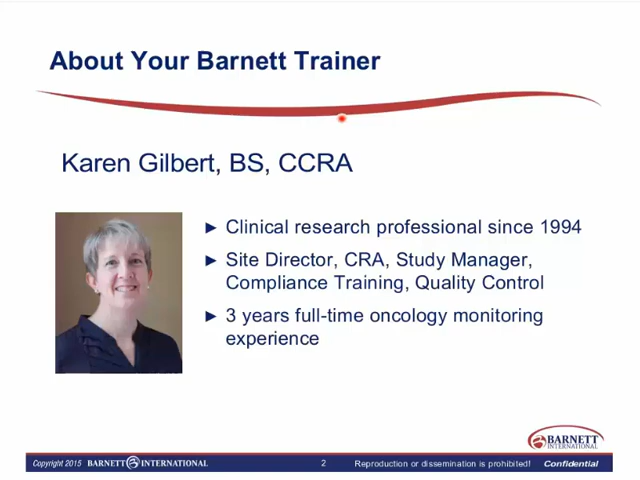 About Your Barnett Trainer
Karen Gilbert, BS, CCRA
► Clinical research professional since 1994
► Site Director, CRA, Study Manager,
Compliance Training, Quality Control
► 3 years full-time oncology monitoring
experience
BARNETT
INTERNATIONAL
Copyright 2015 BARNETT INTERNATIONAL 2 Reproduction or dissemination is prohibited! Confidential